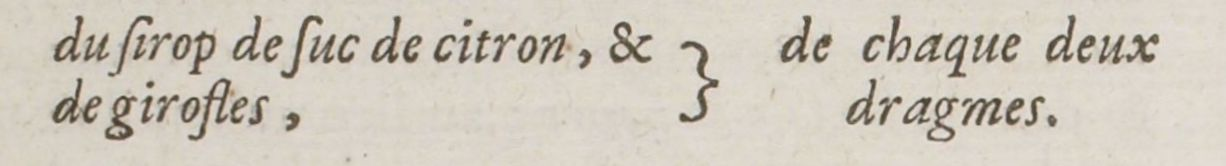 du ſirop de ſuc de citron, & } de chaque deux
de girofles, dragmes.